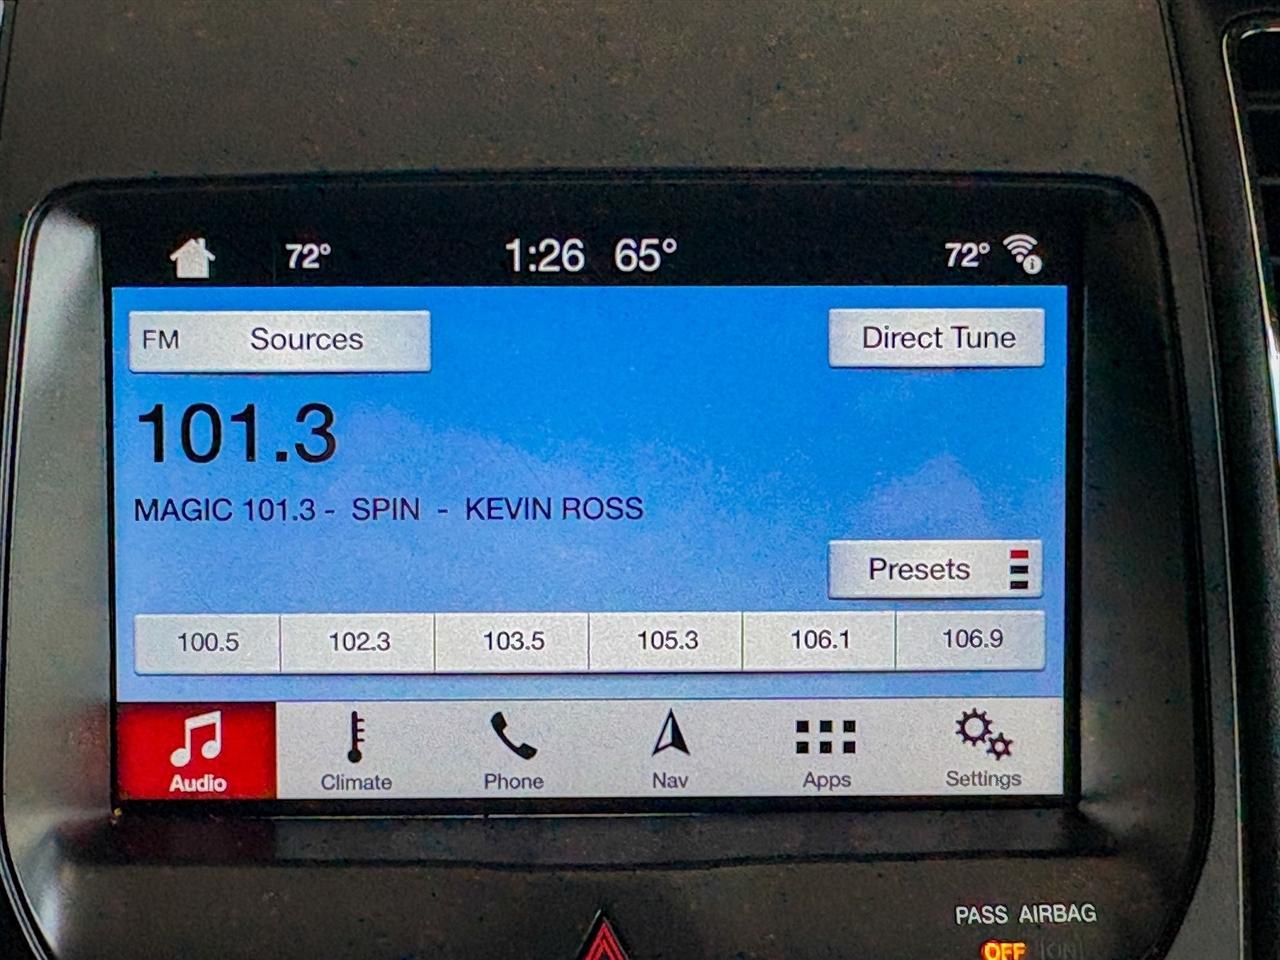 72° 1:26 65° 72°
FM Sources Direct Tune
101.3
MAGIC 101.3 - SPIN - KEVIN ROSS
Presets
100.5 102.3 103.5 105.3 106.1 106.9
Audio Climate Phone Nav Apps Settings
PASS AIRBAG
OFF ON